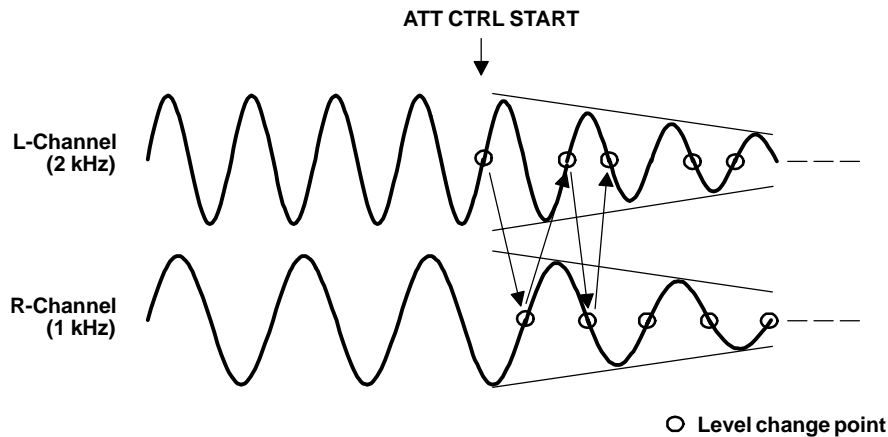 ATT CTRL START
L-Channel
(2 kHz)
R-Channel
(1 kHz)
Level change point